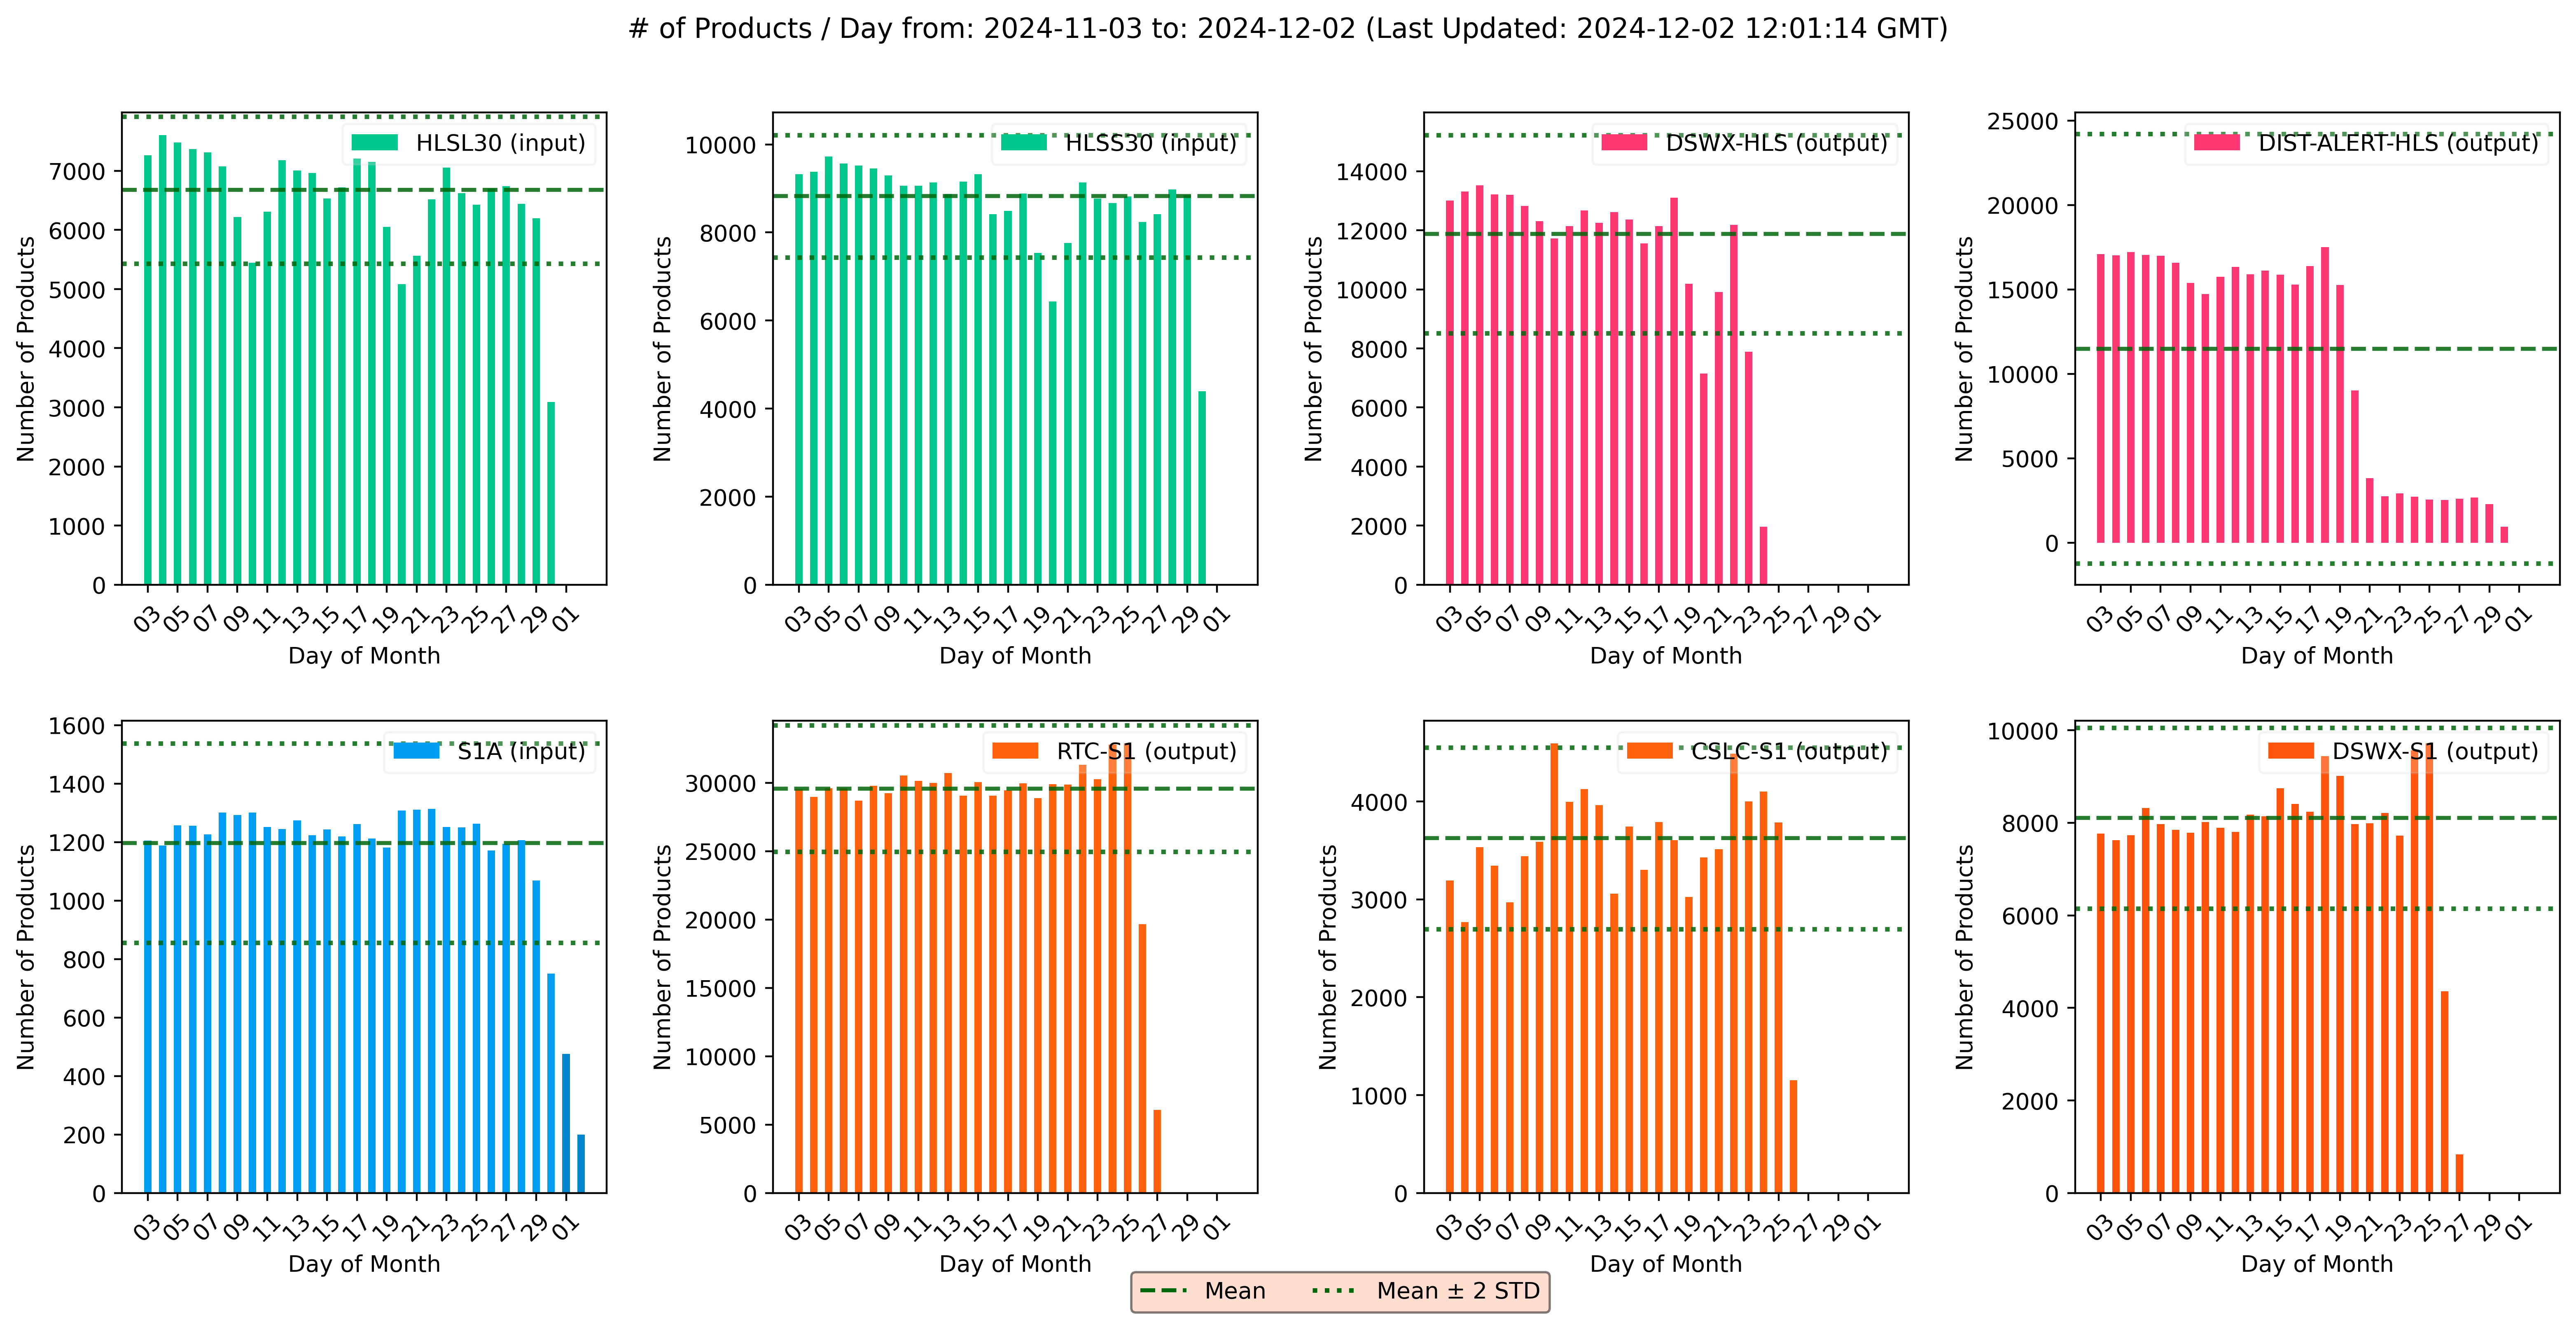 # of Products / Day from: 2024-11-03 to: 2024-12-02 (Last Updated: 2024-12-02 12:01:14 GMT)
HLSL30 (input)
Number of Products
7000
6000
5000
4000
3000
2000
1000
0
03 05 07 09 11 13 15 17 19 21 23 25 27 29 01
Day of Month
HLSS30 (input)
Number of Products
10000
8000
6000
4000
2000
0
03 05 07 09 11 13 15 17 19 21 23 25 27 29 01
Day of Month
DSWX-HLS (output)
Number of Products
14000
12000
10000
8000
6000
4000
2000
0
03 05 07 09 11 13 15 17 19 21 23 25 27 29 01
Day of Month
DIST-ALERT-HLS (output)
Number of Products
25000
20000
15000
10000
5000
0
03 05 07 09 11 13 15 17 19 21 23 25 27 29 01
Day of Month
S1A (input)
Number of Products
1600
1400
1200
1000
800
600
400
200
0
03 05 07 09 11 13 15 17 19 21 23 25 27 29 01
Day of Month
RTC-S1 (output)
Number of Products
30000
25000
20000
15000
10000
5000
0
03 05 07 09 11 13 15 17 19 21 23 25 27 29 01
Day of Month
CSLC-S1 (output)
Number of Products
4000
3000
2000
1000
0
03 05 07 09 11 13 15 17 19 21 23 25 27 29 01
Day of Month
DSWX-S1 (output)
Number of Products
10000
8000
6000
4000
2000
0
03 05 07 09 11 13 15 17 19 21 23 25 27 29 01
Day of Month
Mean
Mean ± 2 STD